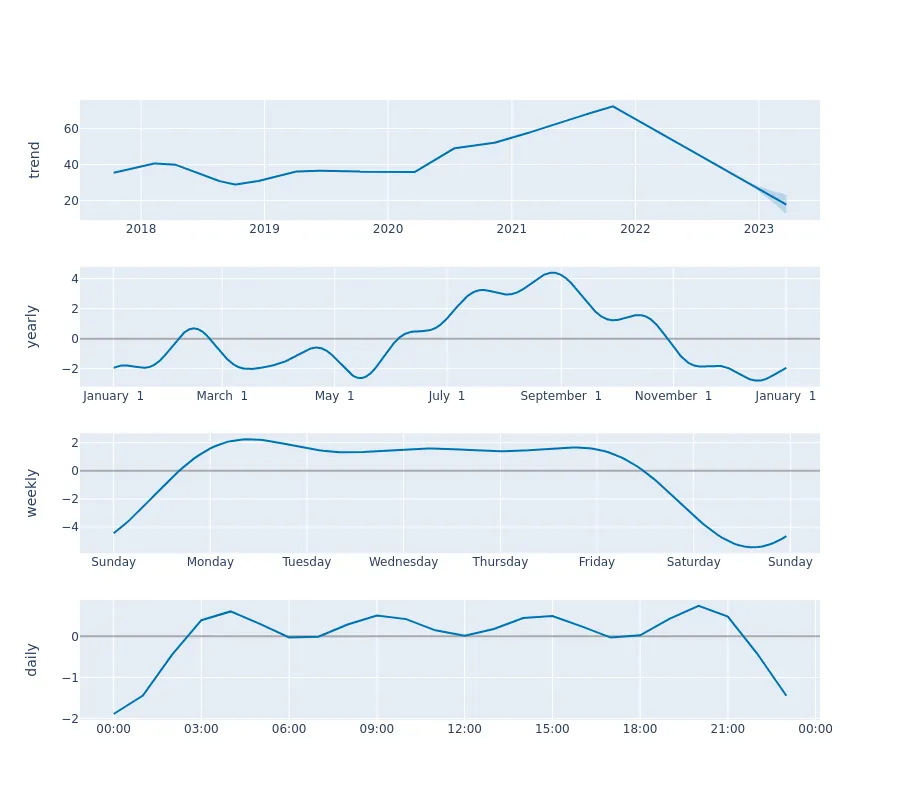 trend
60
40
20
2018 2019 2020 2021 2022 2023
yearly
4
2
0
−2
January 1 March 1 May 1 July 1 September 1 November 1 January 1
weekly
2
0
−2
−4
Sunday Monday Tuesday Wednesday Thursday Friday Saturday Sunday
daily
0
−1
−2
00:00 03:00 06:00 09:00 12:00 15:00 18:00 21:00 00:00